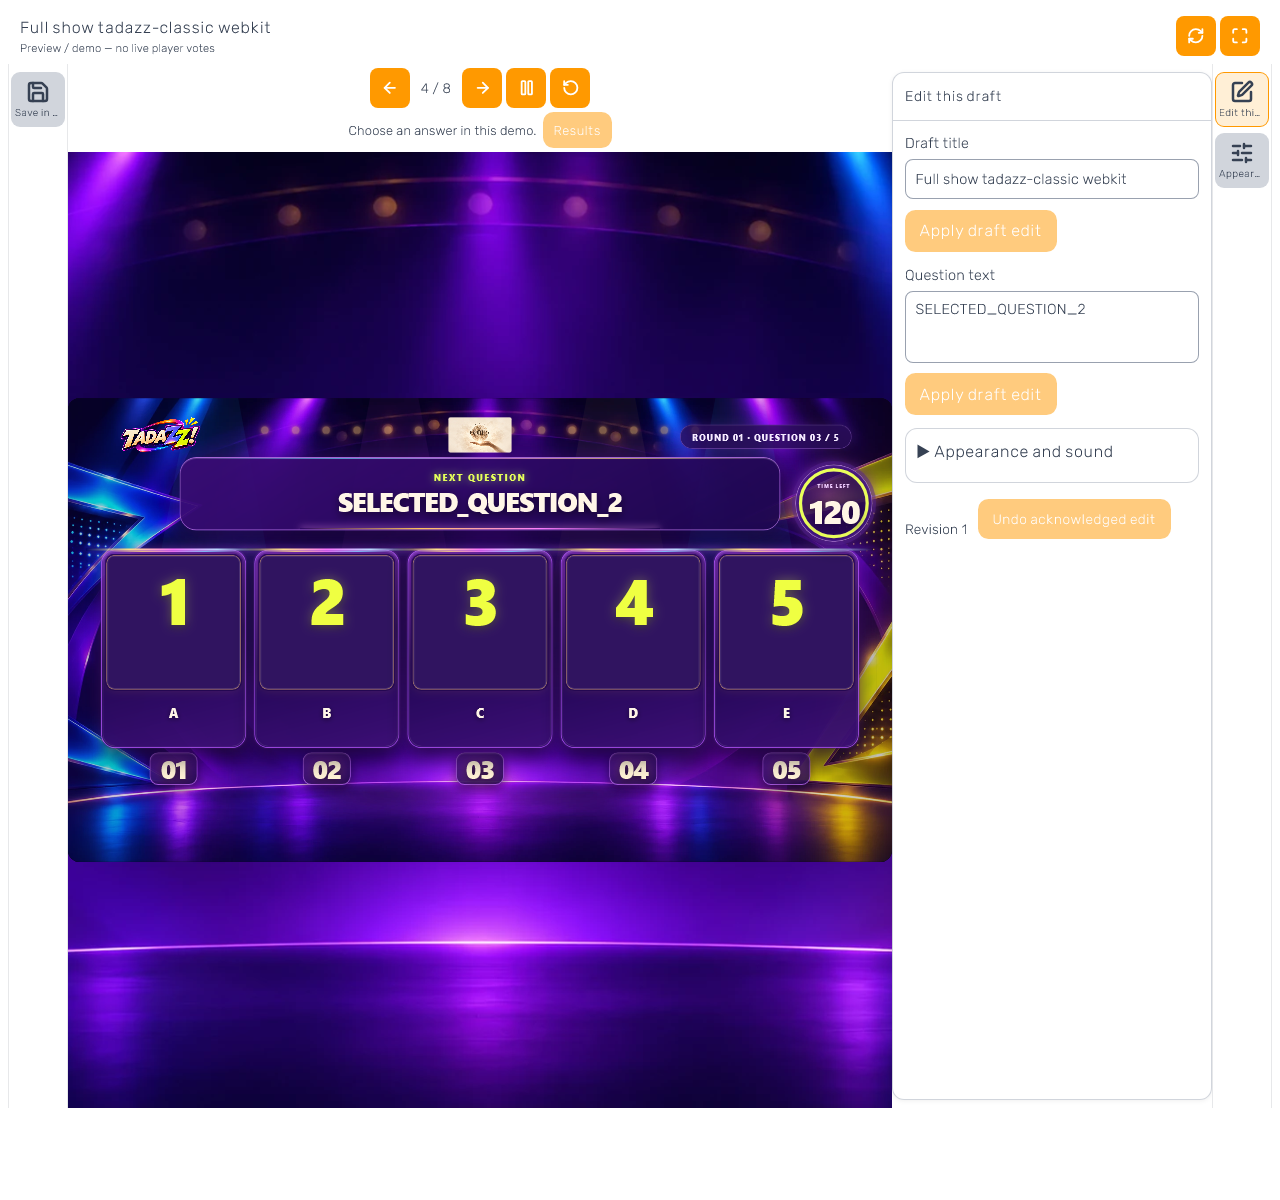 Full show tadazz-classic webkit
Preview / demo — no live player votes
Save in ..
4 / 8
Choose an answer in this demo.
Results
TADAZZ!
ROUND 01 · QUESTION 03 / 5
NEXT QUESTION
SELECTED_QUESTION_2
TIME LEFT
120
1
2
3
4
5
A
B
C
D
E
01
02
03
04
05
Edit this draft
Draft title
Full show tadazz-classic webkit
Apply draft edit
Question text
SELECTED_QUESTION_2
Apply draft edit
Appearance and sound
Revision 1
Undo acknowledged edit
Edit thi...
Appear...